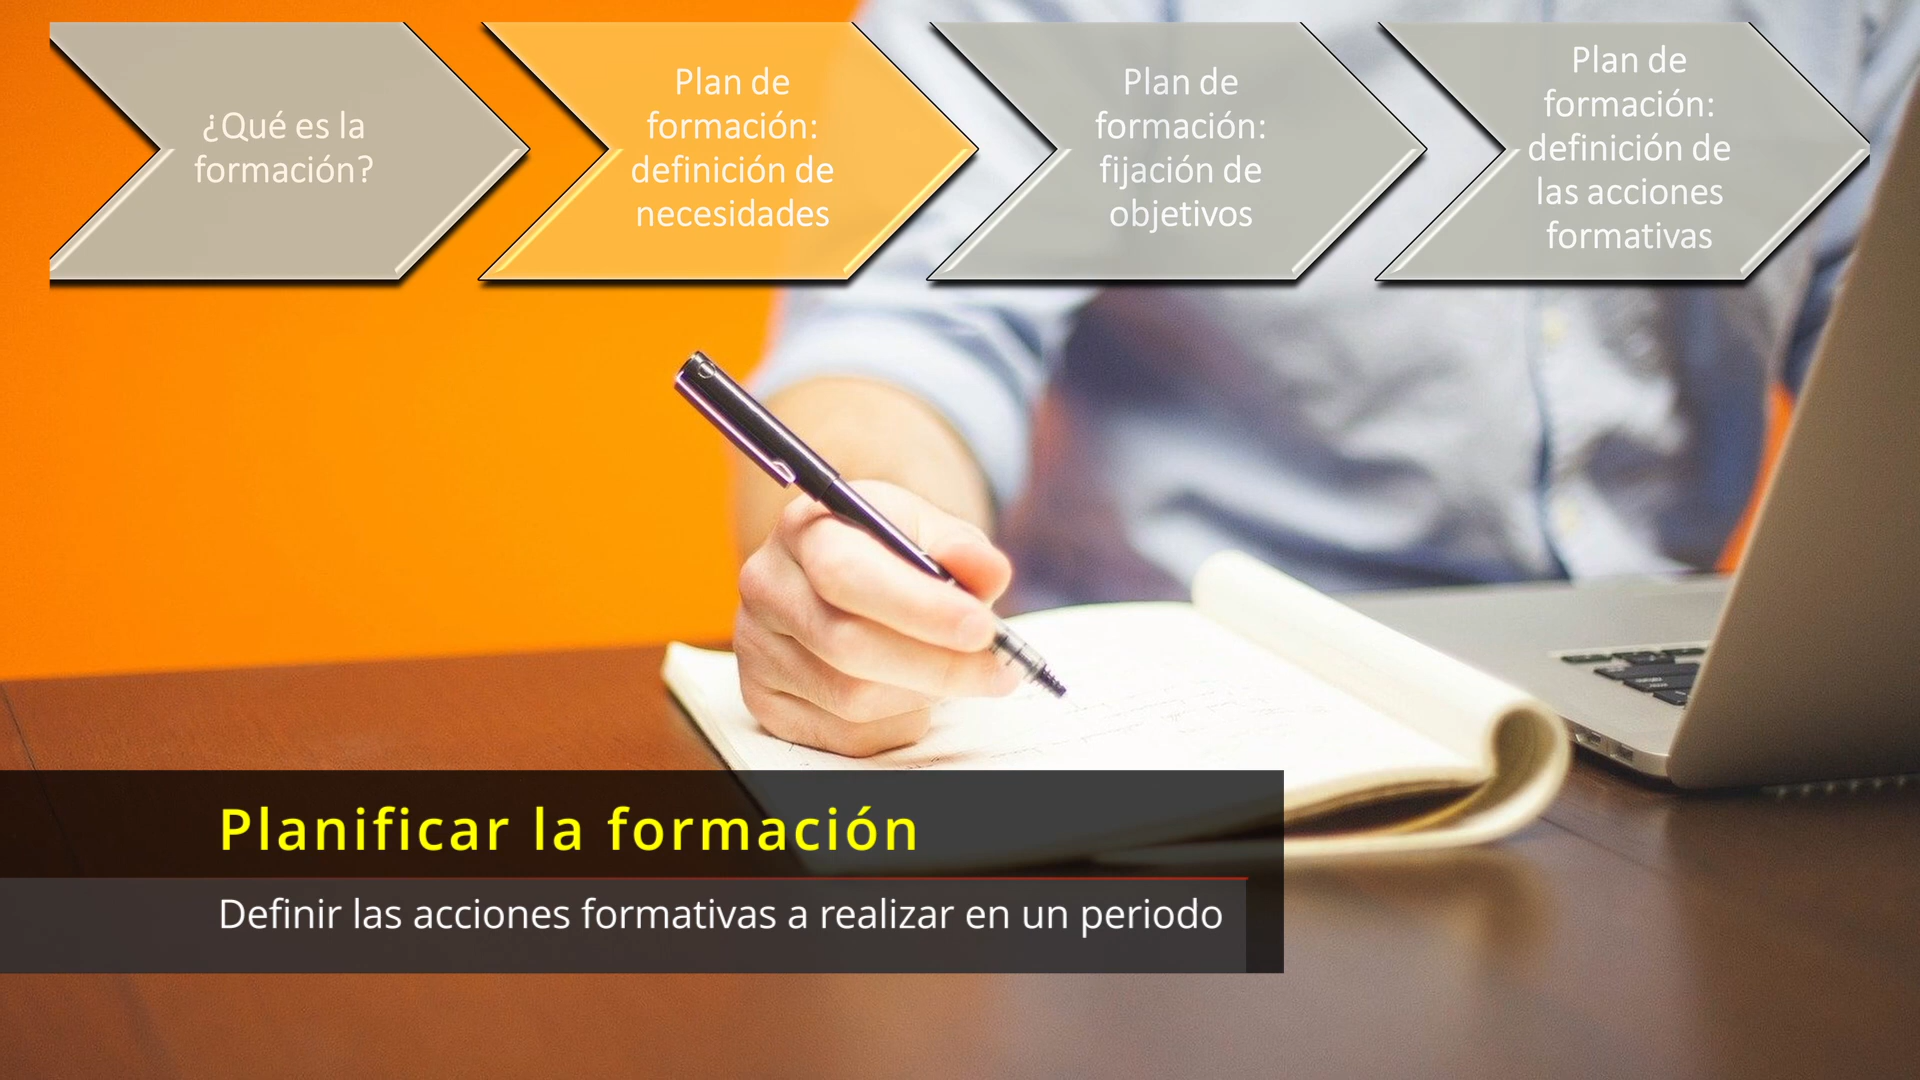 ¿Qué es la
formación?
Plan de
formación:
definición de
necesidades
Plan de
formación:
fijación de
objetivos
Plan de
formación:
definición de
las acciones
formativas
Planificar la formación
Definir las acciones formativas a realizar en un periodo